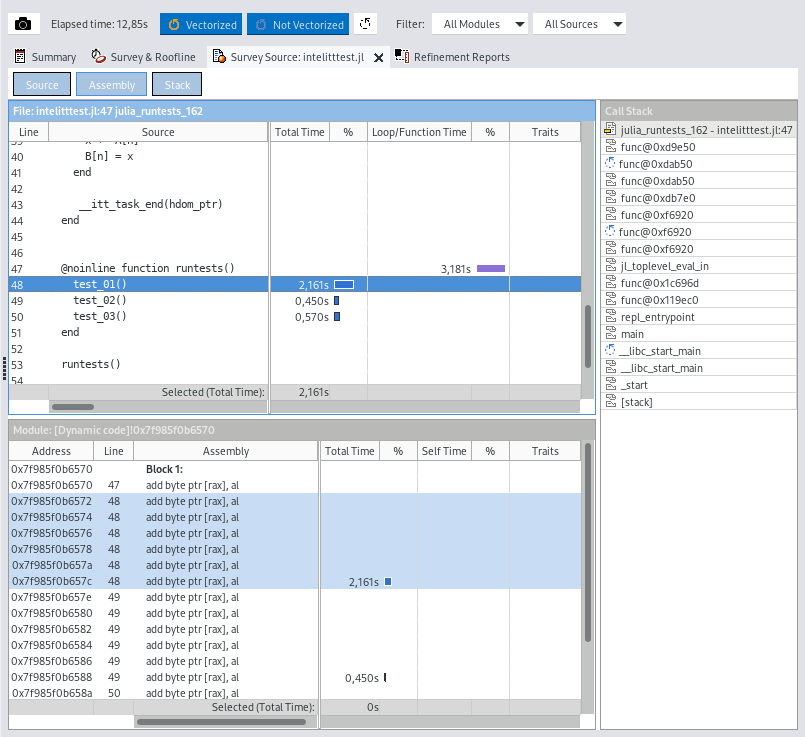 Elapsed time: 12,85s Vectorized Not Vectorized Filter: All Modules All Sources
Summary Survey & Roofline Survey Source: intelitttest.jl Refinement Reports
Source Assembly Stack
File: intelitttest.jl:47 julia_runtests_162
Line Source Total Time % Loop/Function Time % Traits
40 B[n] = x
41 end
42
43 __itt_task_end(hdom_ptr)
44 end
45
46
47 @noinline function runtests() 3,181s
48 test_01() 2,161s
49 test_02() 0,450s
50 test_03() 0,570s
51 end
52
53 runtests()
54
Selected (Total Time): 2,161s
Module: [Dynamic code]!0x7f985f0b6570
Address Line Assembly Total Time % Self Time % Traits
0x7f985f0b6570 Block 1:
0x7f985f0b6570 47 add byte ptr [rax], al
0x7f985f0b6572 48 add byte ptr [rax], al
0x7f985f0b6574 48 add byte ptr [rax], al
0x7f985f0b6576 48 add byte ptr [rax], al
0x7f985f0b6578 48 add byte ptr [rax], al
0x7f985f0b657a 48 add byte ptr [rax], al
0x7f985f0b657c 48 add byte ptr [rax], al 2,161s
0x7f985f0b657e 49 add byte ptr [rax], al
0x7f985f0b6580 49 add byte ptr [rax], al
0x7f985f0b6582 49 add byte ptr [rax], al
0x7f985f0b6584 49 add byte ptr [rax], al
0x7f985f0b6586 49 add byte ptr [rax], al
0x7f985f0b6588 49 add byte ptr [rax], al 0,450s
0x7f985f0b658a 50 add byte ptr [rax], al
Selected (Total Time): 0s
Call Stack
julia_runtests_162 - intelitttest.jl:47
func@0xd9e50
func@0xdab50
func@0xdab50
func@0xdb7e0
func@0xf6920
func@0xf6920
func@0xf6920
jl_toplevel_eval_in
func@0x1c696d
func@0x119ec0
repl_entrypoint
main
__libc_start_main
__libc_start_main
_start
[stack]